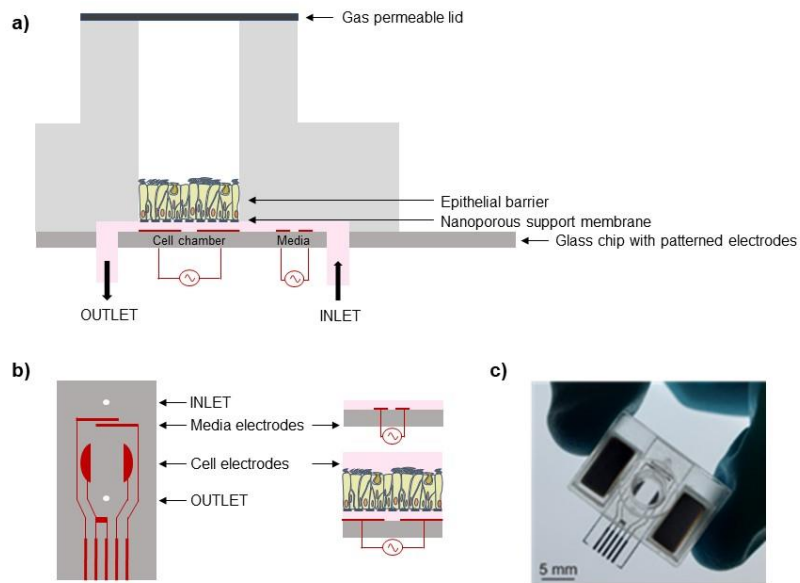 a)
Gas permeable lid
Epithelial barrier
Nanoporous support membrane
Cell chamber
Media
Glass chip with patterned electrodes
OUTLET
INLET
b)
INLET
Media electrodes
Cell electrodes
OUTLET
c)
5 mm